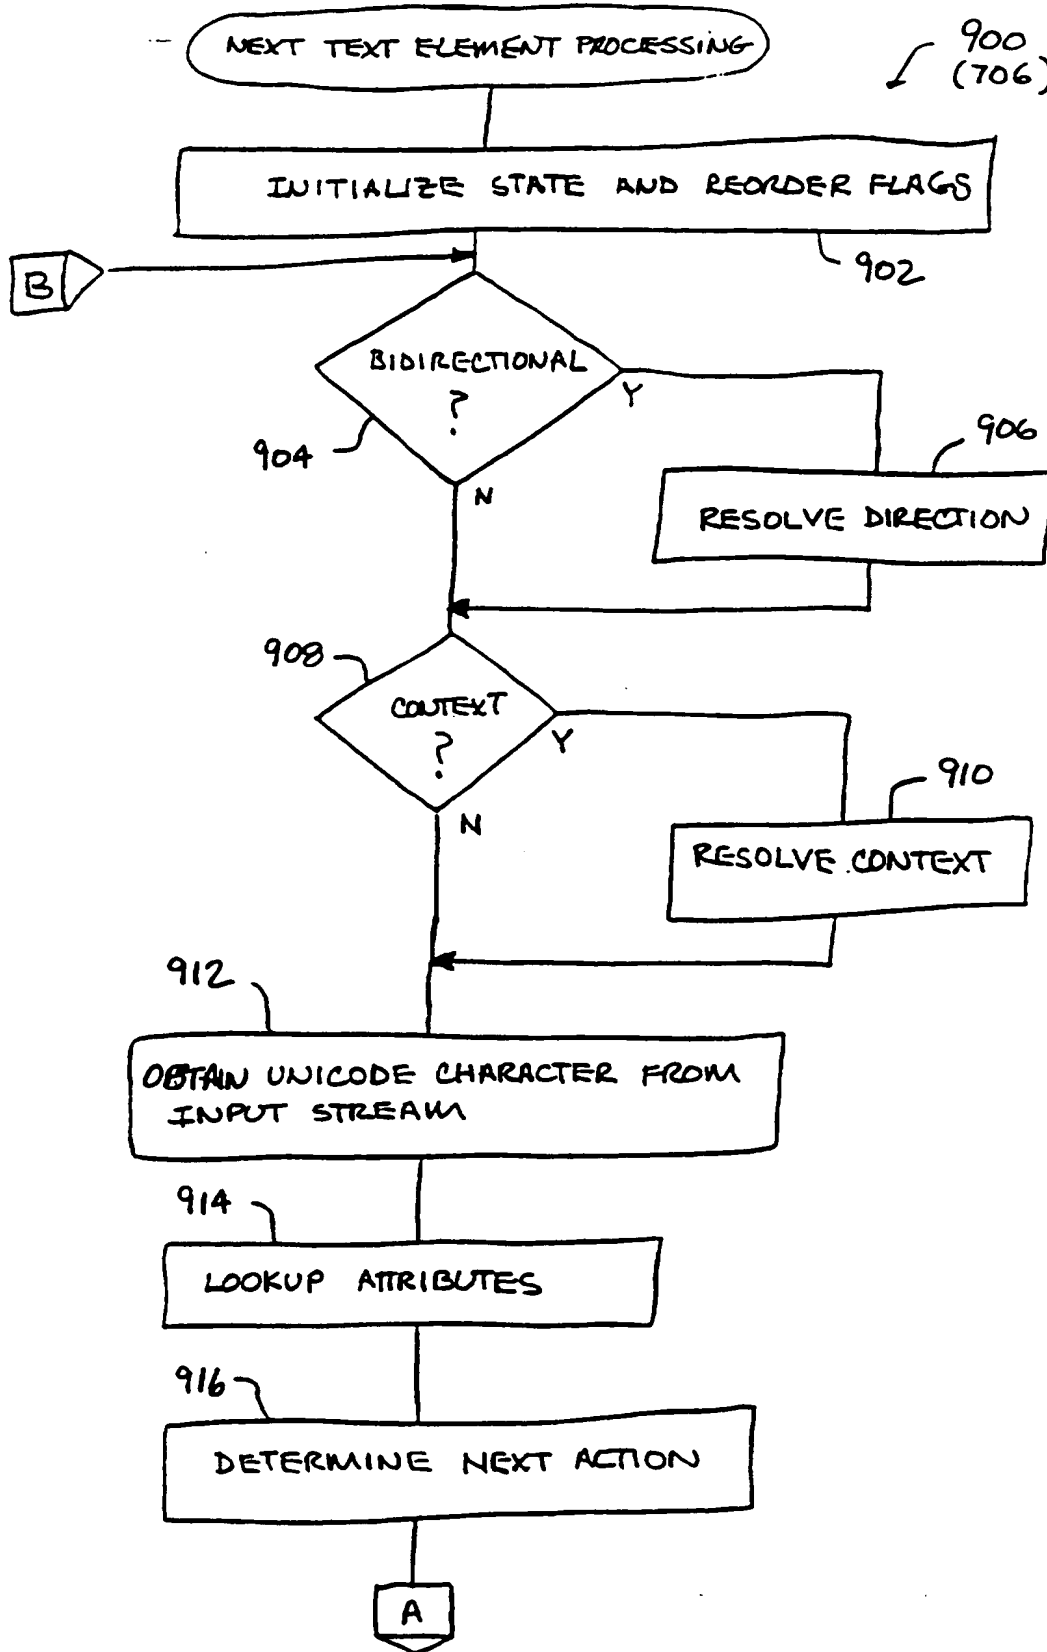 NEXT TEXT ELEMENT PROCESSING
900
(706)
INITIALIZE STATE AND REORDER FLAGS
902
B
BIDIRECTIONAL
?
Y
904
N
906
RESOLVE DIRECTION
908
CONTEXT
?
Y
N
910
RESOLVE CONTEXT
912
OBTAIN UNICODE CHARACTER FROM
INPUT STREAM
914
LOOKUP ATTRIBUTES
916
DETERMINE NEXT ACTION
A